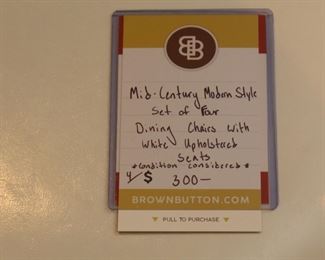 BB
Mid-Century Modern Style
Set of Four
Dining Chairs with
White Upholstered
Seats
*Condition Considered*
4/$ 300—
BROWNBUTTON.COM
PULL TO PURCHASE